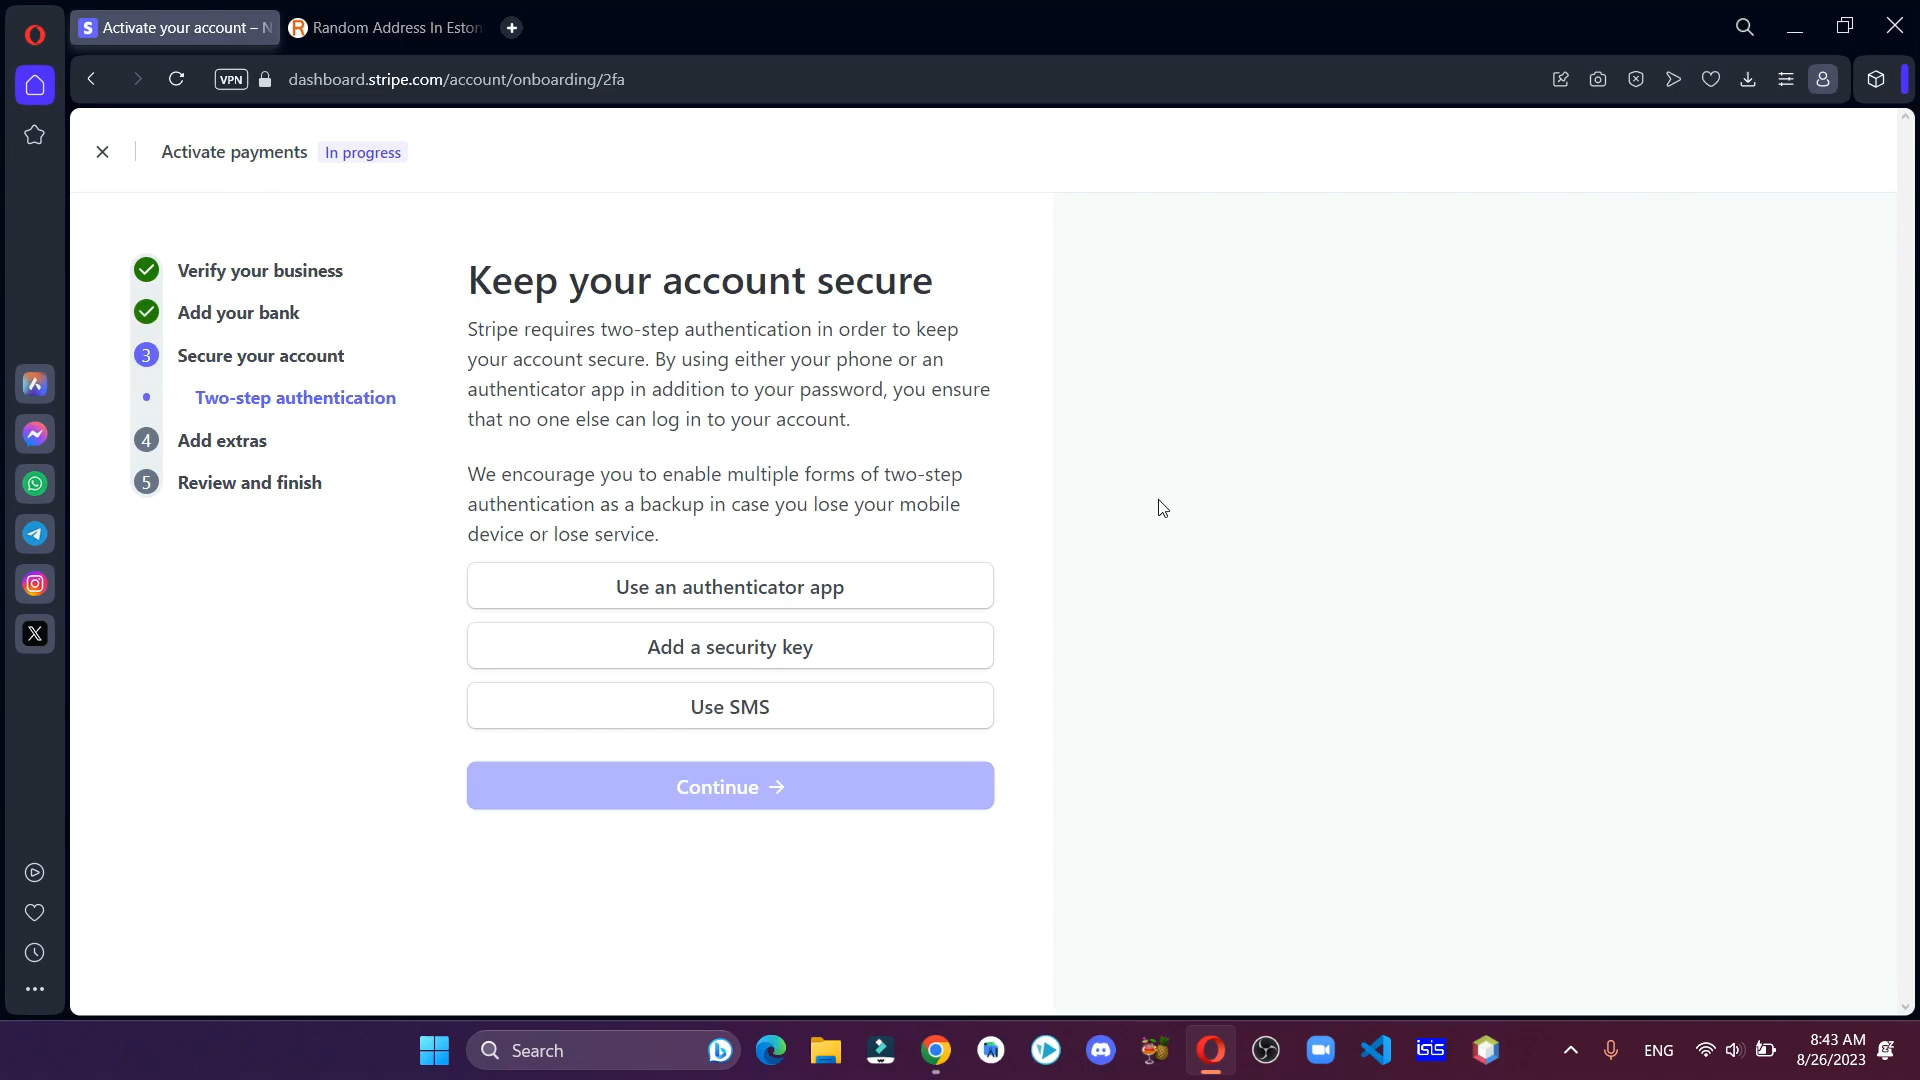 Activate your account – N
Random Address In Eston
VPN
dashboard.stripe.com/account/onboarding/2fa
Activate payments
In progress
Verify your business
Add your bank
3
Secure your account
Two-step authentication
4
Add extras
5
Review and finish
Keep your account secure
Stripe requires two-step authentication in order to keep
your account secure. By using either your phone or an
authenticator app in addition to your password, you ensure
that no one else can log in to your account.
We encourage you to enable multiple forms of two-step
authentication as a backup in case you lose your mobile
device or lose service.
Use an authenticator app
Add a security key
Use SMS
Continue →
Search
isis
ENG
8:43 AM
8/26/2023